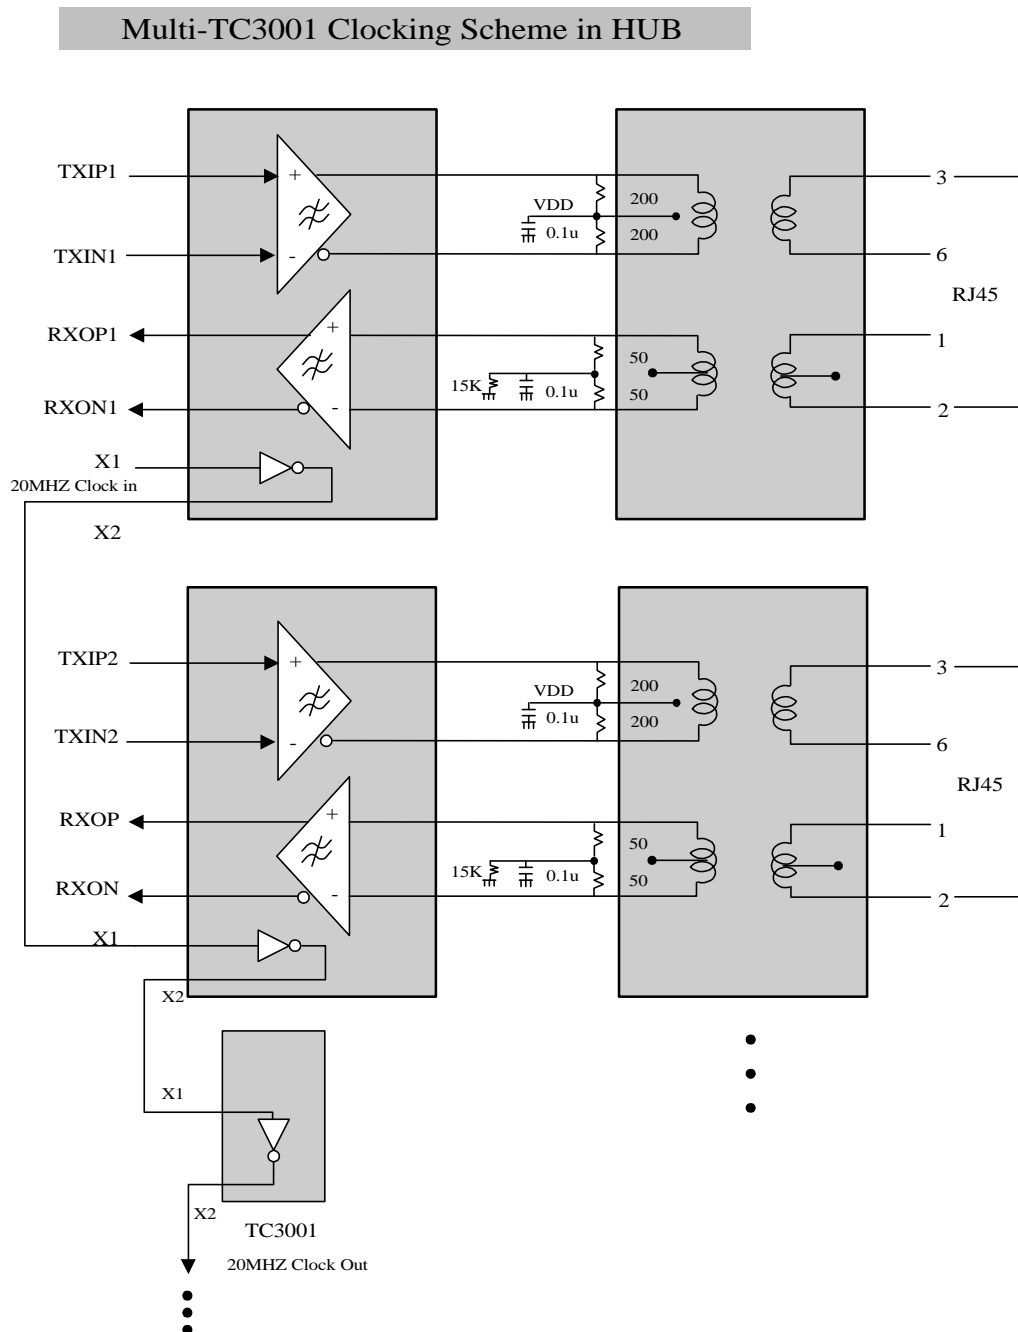 Multi-TC3001 Clocking Scheme in HUB
TXIP1
+
3
VDD
200
0.1u
200
TXIN1
-
6
RJ45
RXOP1
+
1
50
15K
0.1u
50
RXON1
-
2
X1
20MHZ Clock in
X2
TXIP2
+
3
VDD
200
0.1u
200
TXIN2
-
6
RJ45
RXOP
+
1
50
15K
0.1u
50
RXON
-
2
X1
X2
X1
X2
TC3001
20MHZ Clock Out